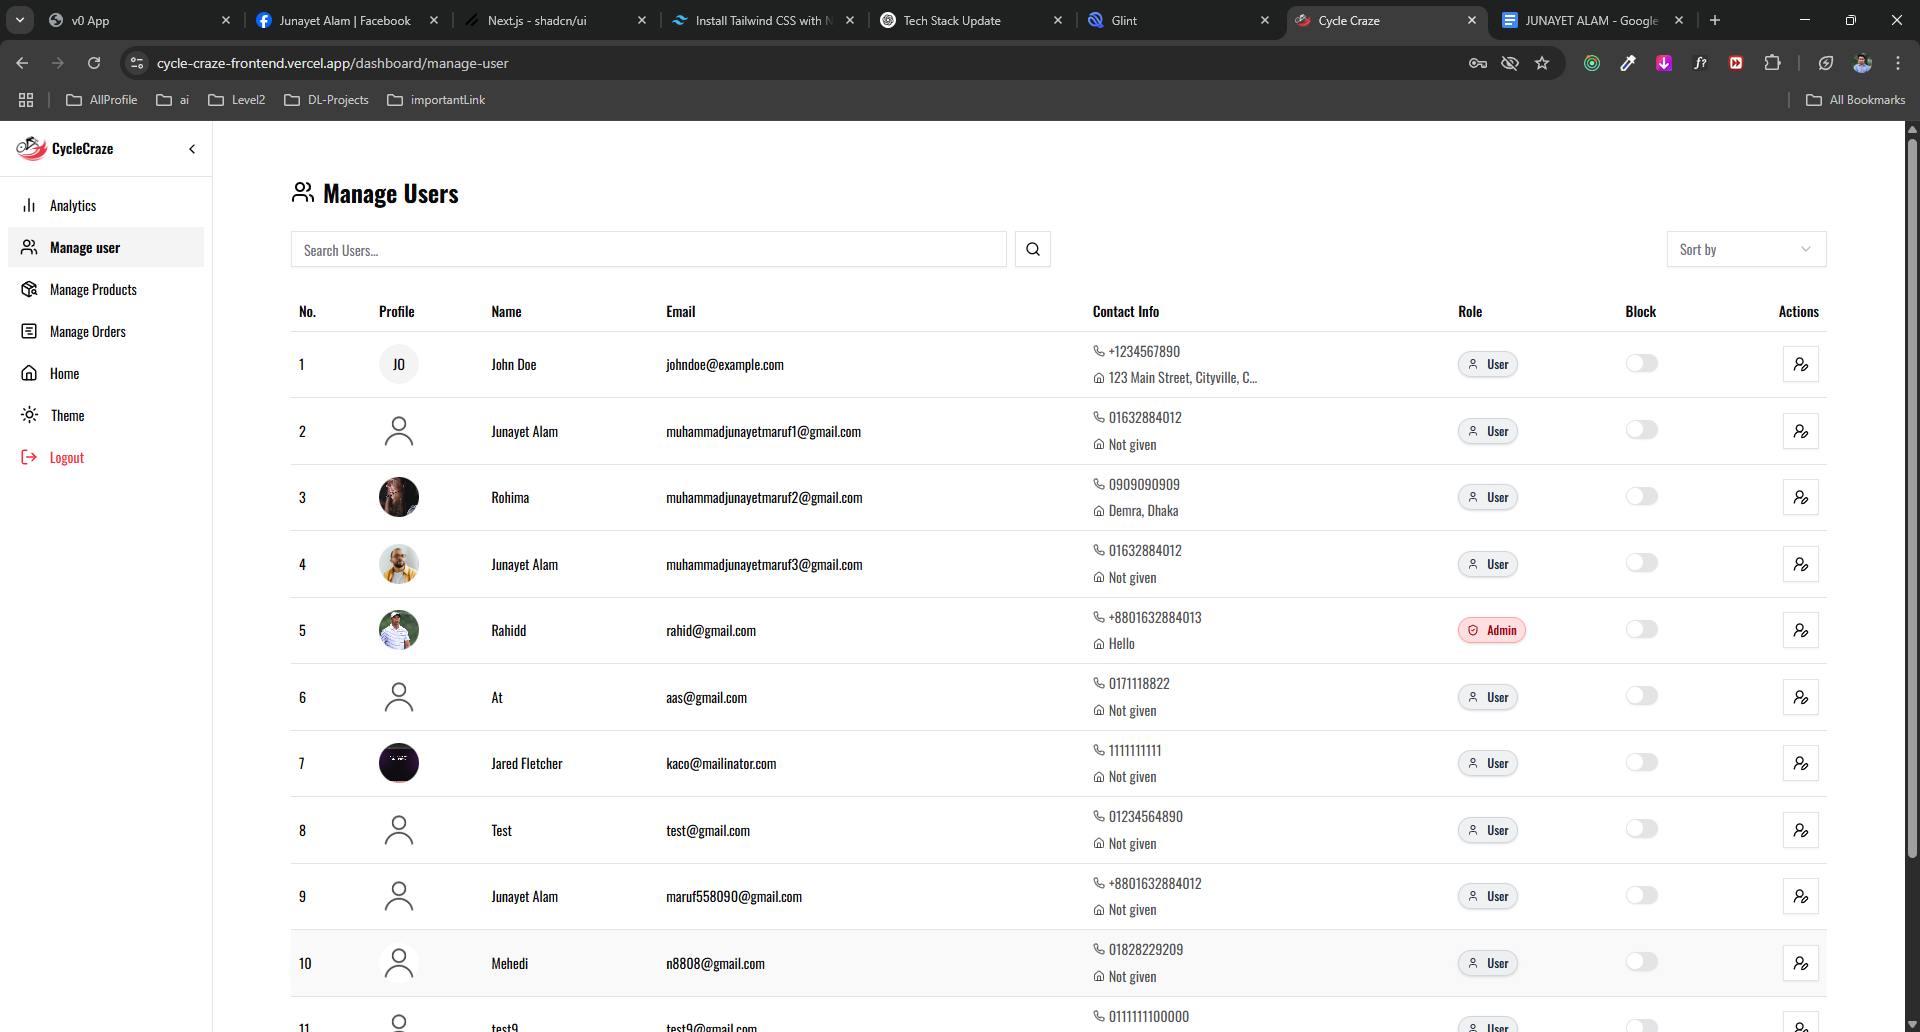 v0 App
Junayet Alam | Facebook
Next.js - shadcn/ui
Install Tailwind CSS with N
Tech Stack Update
Glint
Cycle Craze
JUNAYET ALAM - Google
cycle-craze-frontend.vercel.app/dashboard/manage-user
f?
AllProfile
ai
Level2
DL-Projects
importantLink
All Bookmarks
CycleCraze
Analytics
Manage user
Manage Products
Manage Orders
Home
Theme
Logout
Manage Users
Search Users...
Sort by
No. Profile Name Email Contact Info Role Block Actions
1 JO John Doe johndoe@example.com +1234567890 User
123 Main Street, Cityville, C...
2 Junayet Alam muhammadjunayetmaruf1@gmail.com 01632884012 User
Not given
3 Rohima muhammadjunayetmaruf2@gmail.com 0909090909 User
Demra, Dhaka
4 Junayet Alam muhammadjunayetmaruf3@gmail.com 01632884012 User
Not given
5 Rahidd rahid@gmail.com +8801632884013 Admin
Hello
6 At aas@gmail.com 0171118822 User
Not given
7 Jared Fletcher kaco@mailinator.com 1111111111 User
Not given
8 Test test@gmail.com 01234564890 User
Not given
9 Junayet Alam maruf558090@gmail.com +8801632884012 User
Not given
10 Mehedi n8808@gmail.com 01828229209 User
Not given
11 test9 test9@gmail.com 0111111100000 User